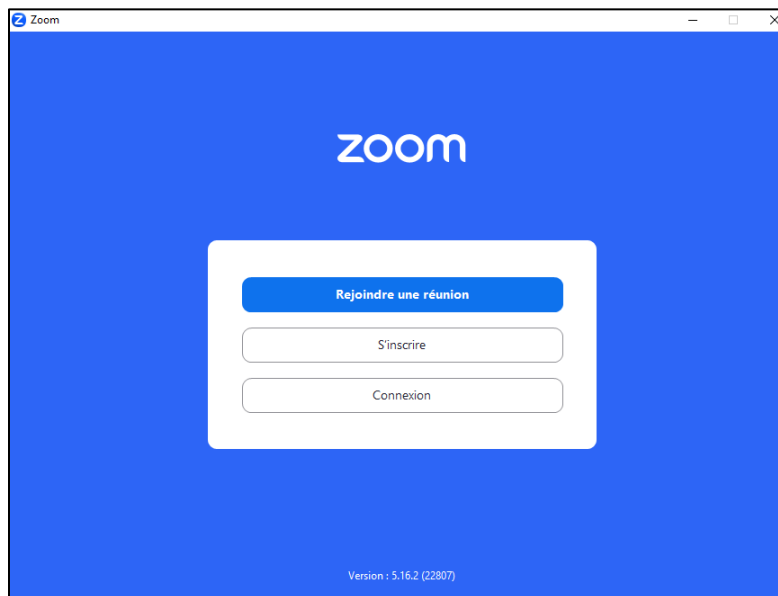 Zoom
zoom
Rejoindre une réunion
S'inscrire
Connexion
Version : 5.16.2 (22807)